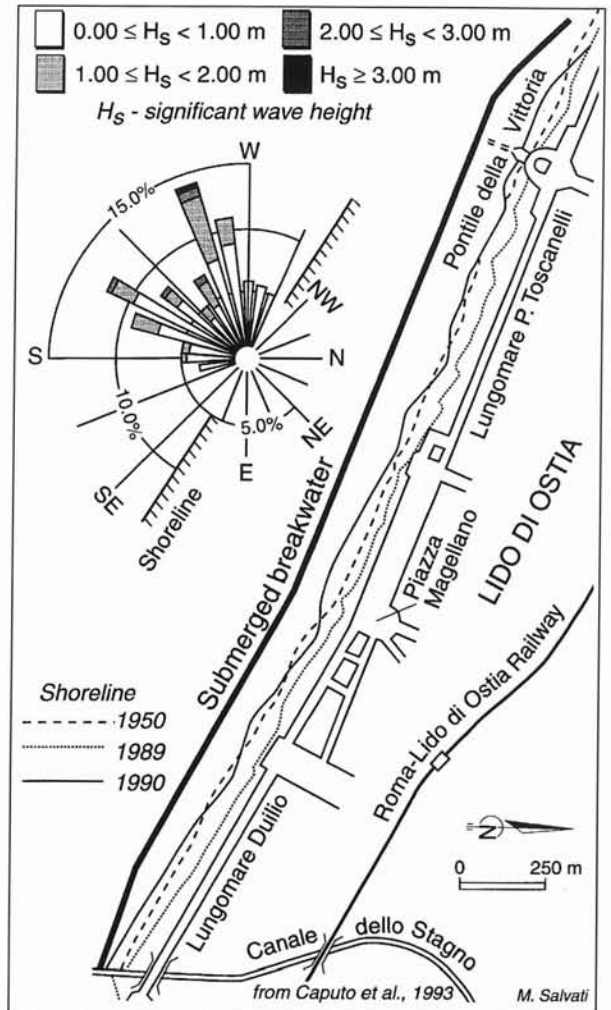 0.00 ≤ Hs < 1.00 m
2.00 ≤ Hs < 3.00 m
1.00 ≤ Hs < 2.00 m
Hs ≥ 3.00 m
Hs - significant wave height
W
15.0%
NW
S
N
10.0%
5.0%
NE
SE
E
Shoreline
Pontile della "Vittoria"
Lungomare P. Toscanelli
LIDO DI OSTIA
Submerged breakwater
Piazza
Magellano
Roma-Lido di Ostia Railway
Shoreline
1950
1989
1990
N
0 250 m
Lungomare Duilio
Canale dello Stagno
from Caputo et al., 1993
M. Salvati